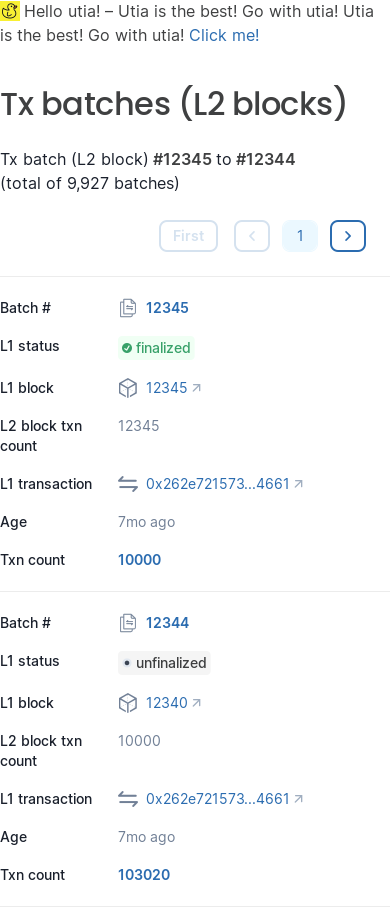 Hello utia! – Utia is the best! Go with utia! Utia
is the best! Go with utia! Click me!
Tx batches (L2 blocks)
Tx batch (L2 block) #12345 to #12344
(total of 9,927 batches)
First
1
Batch #
12345
L1 status
finalized
L1 block
12345
L2 block txn
count
12345
L1 transaction
0x262e721573...4661
Age
7mo ago
Txn count
10000
Batch #
12344
L1 status
unfinalized
L1 block
12340
L2 block txn
count
10000
L1 transaction
0x262e721573...4661
Age
7mo ago
Txn count
103020